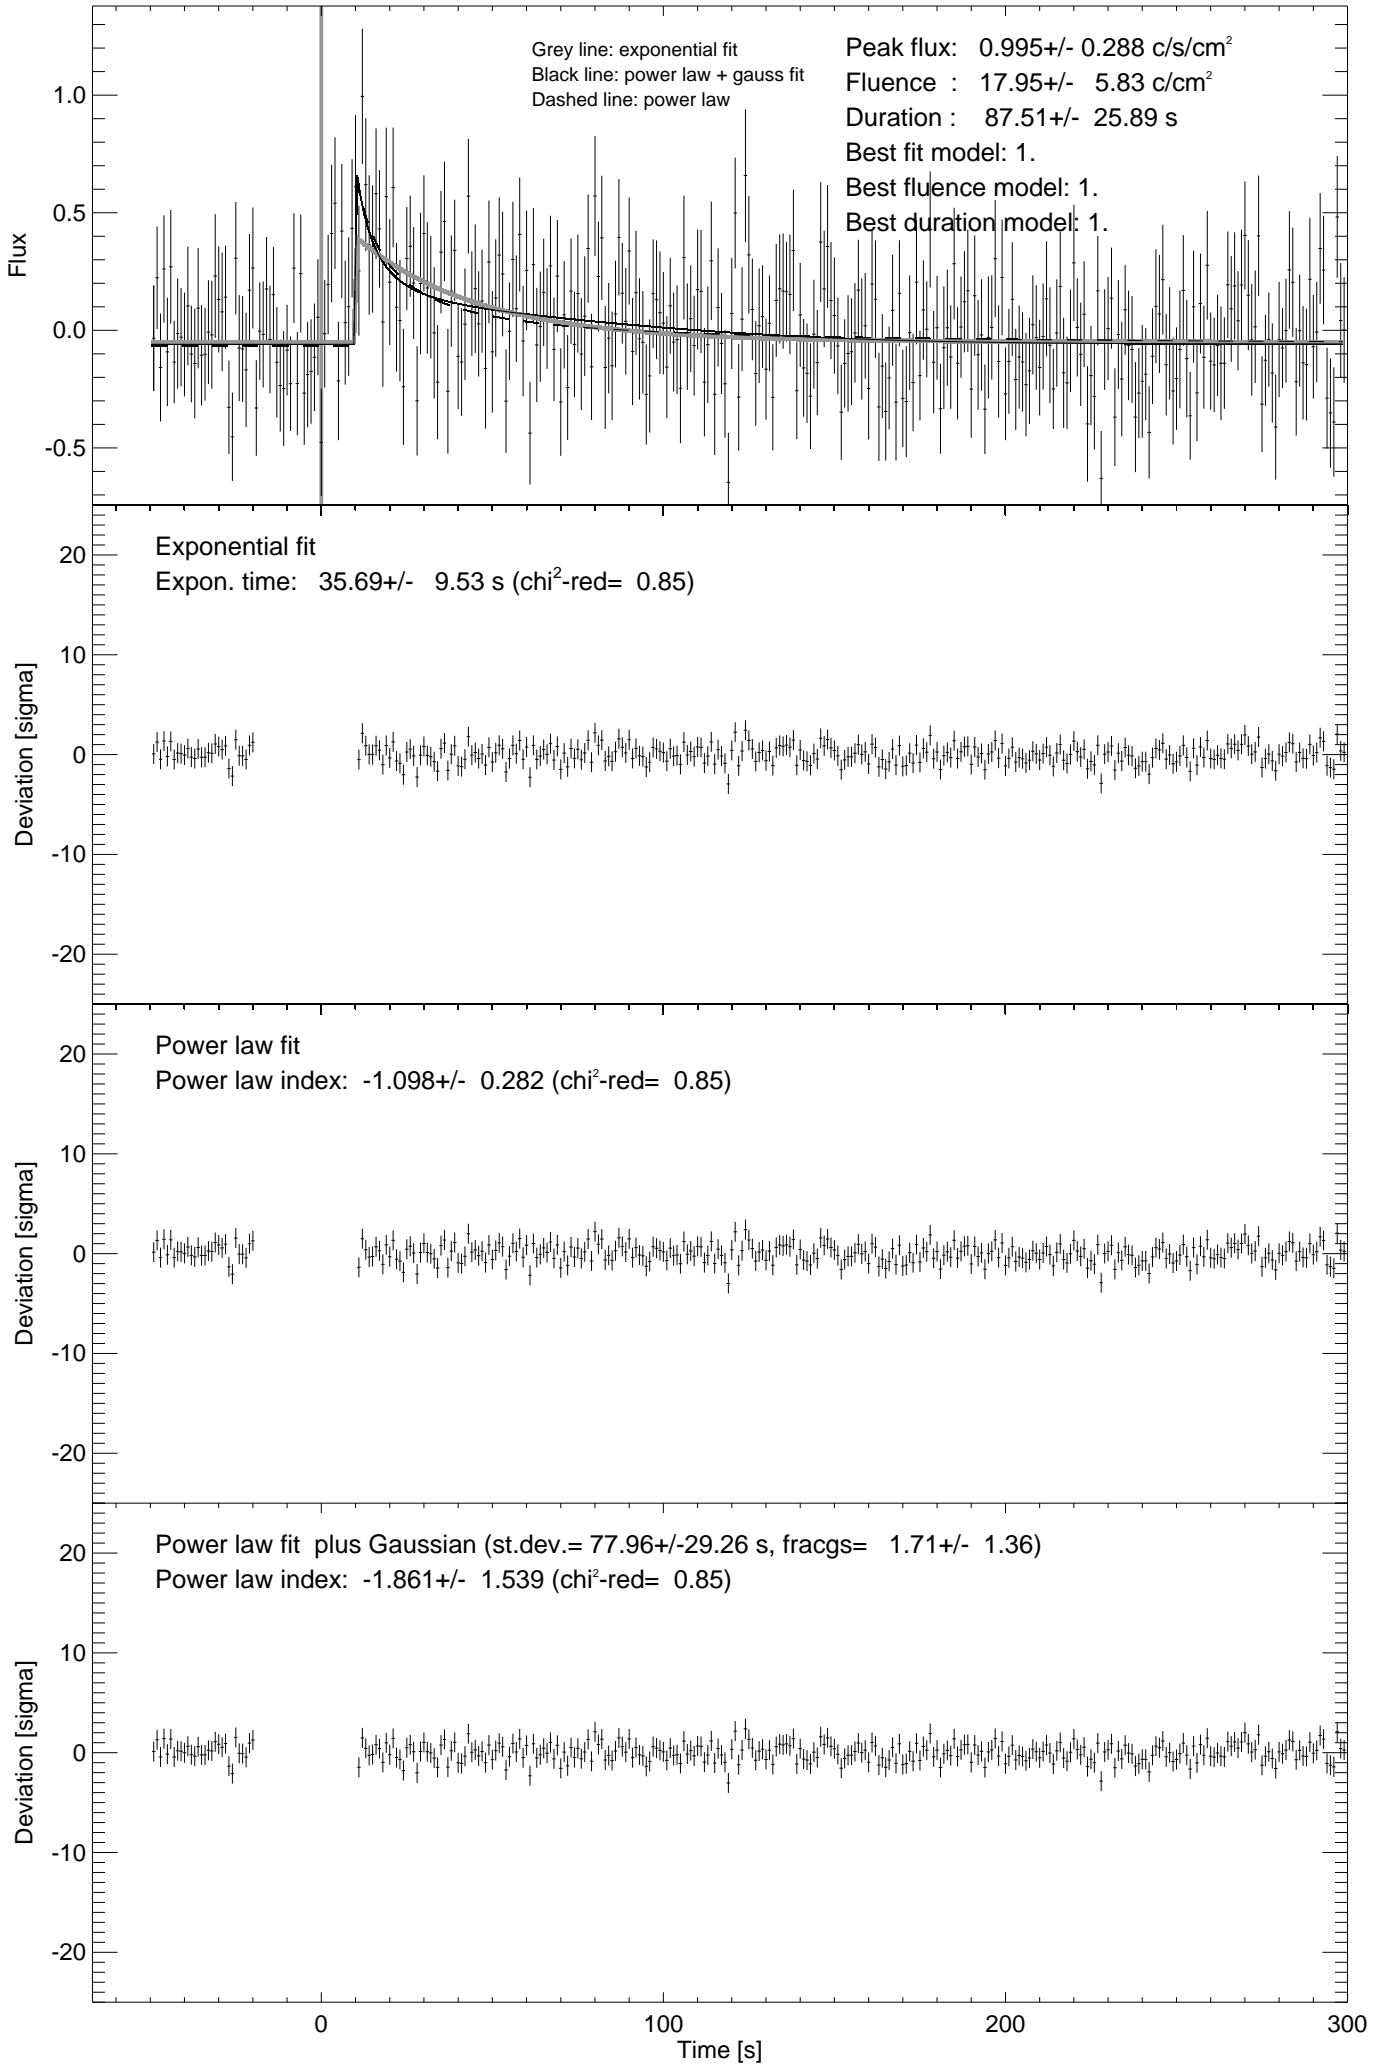 Grey line: exponential fit
Black line: power law + gauss fit
Dashed line: power law
Peak flux: 0.995+/- 0.288 c/s/cm²
Fluence : 17.95+/- 5.83 c/cm²
Duration : 87.51+/- 25.89 s
Best fit model: 1.
Best fluence model: 1.
Best duration model: 1.
1.0
0.5
0.0
-0.5
Flux
Exponential fit
Expon. time: 35.69+/- 9.53 s (chi²-red= 0.85)
20
10
0
-10
-20
Deviation [sigma]
Power law fit
Power law index: -1.098+/- 0.282 (chi²-red= 0.85)
20
10
0
-10
-20
Deviation [sigma]
Power law fit plus Gaussian (st.dev.= 77.96+/-29.26 s, fracgs= 1.71+/- 1.36)
Power law index: -1.861+/- 1.539 (chi²-red= 0.85)
20
10
0
-10
-20
Deviation [sigma]
0 100 200 300
Time [s]